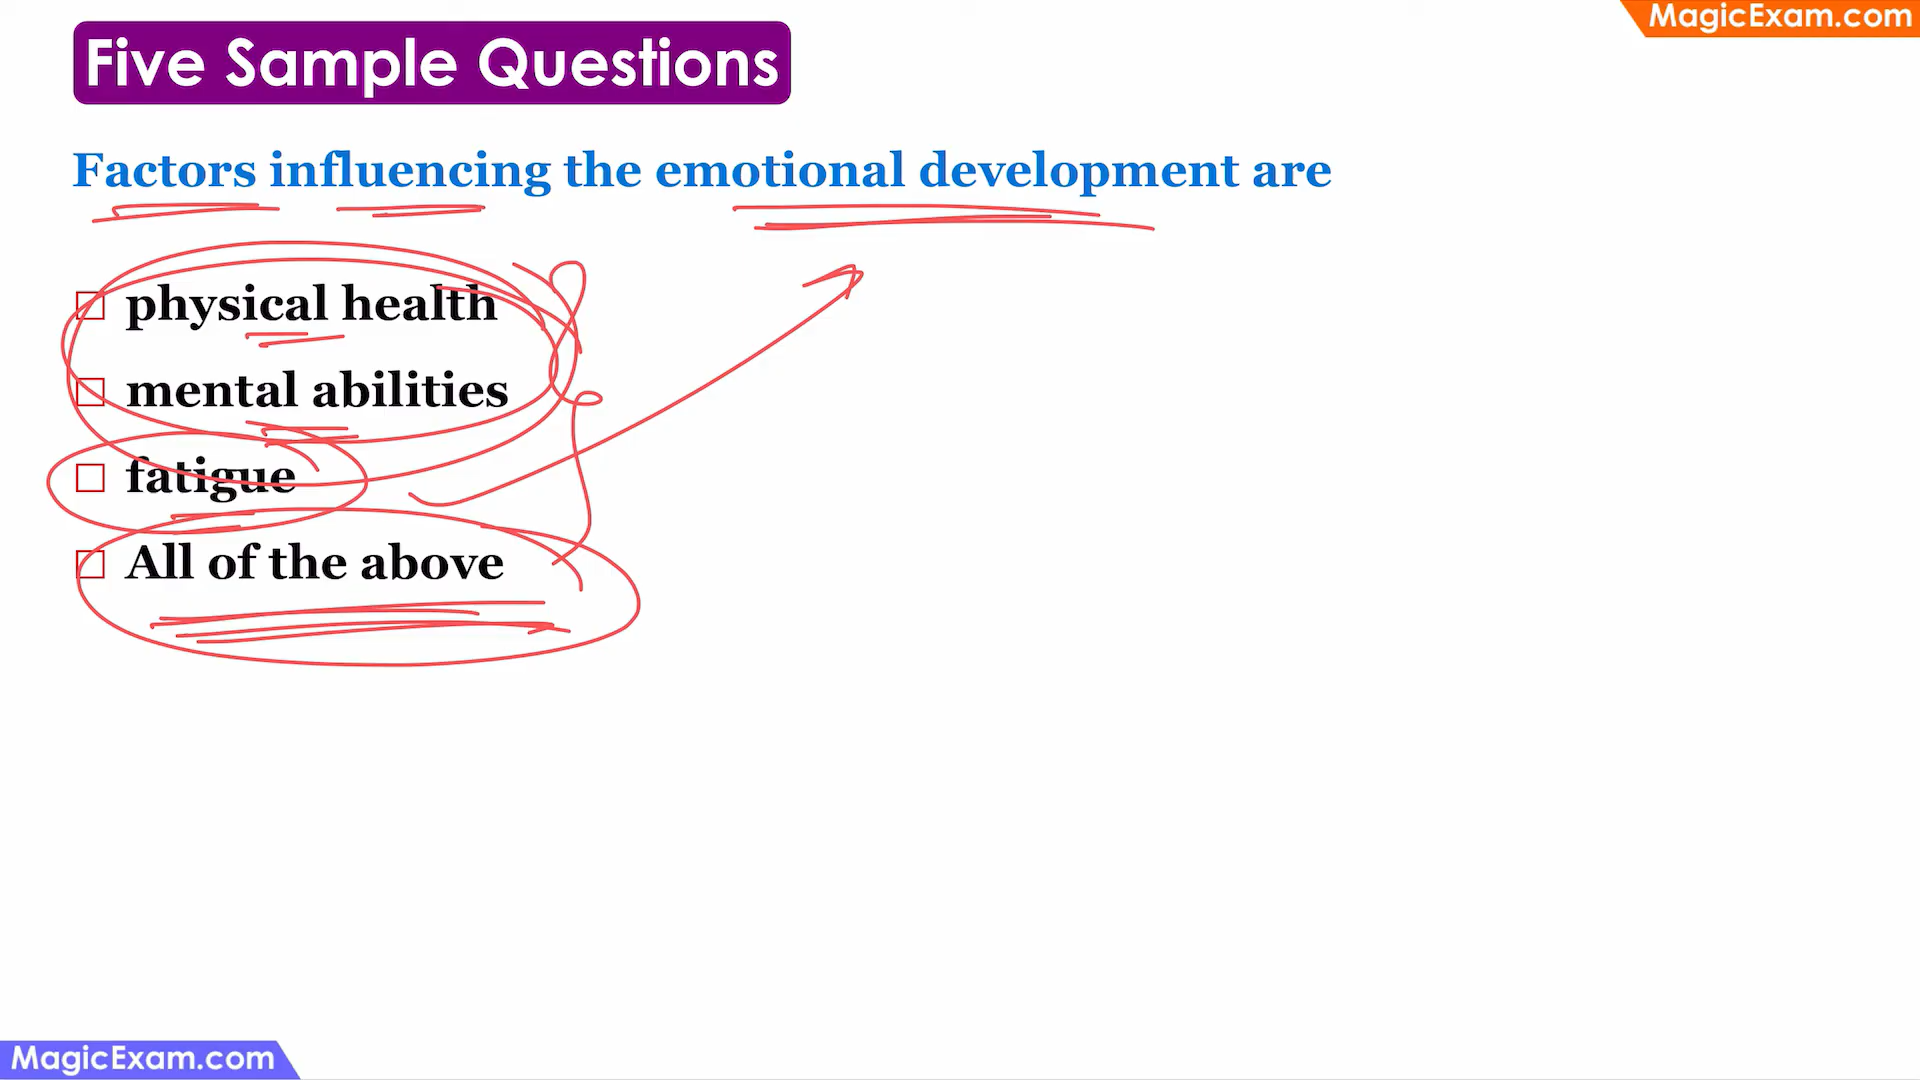 MagicExam.com
Five Sample Questions
Factors influencing the emotional development are
physical health
mental abilities
fatigue
All of the above
MagicExam.com